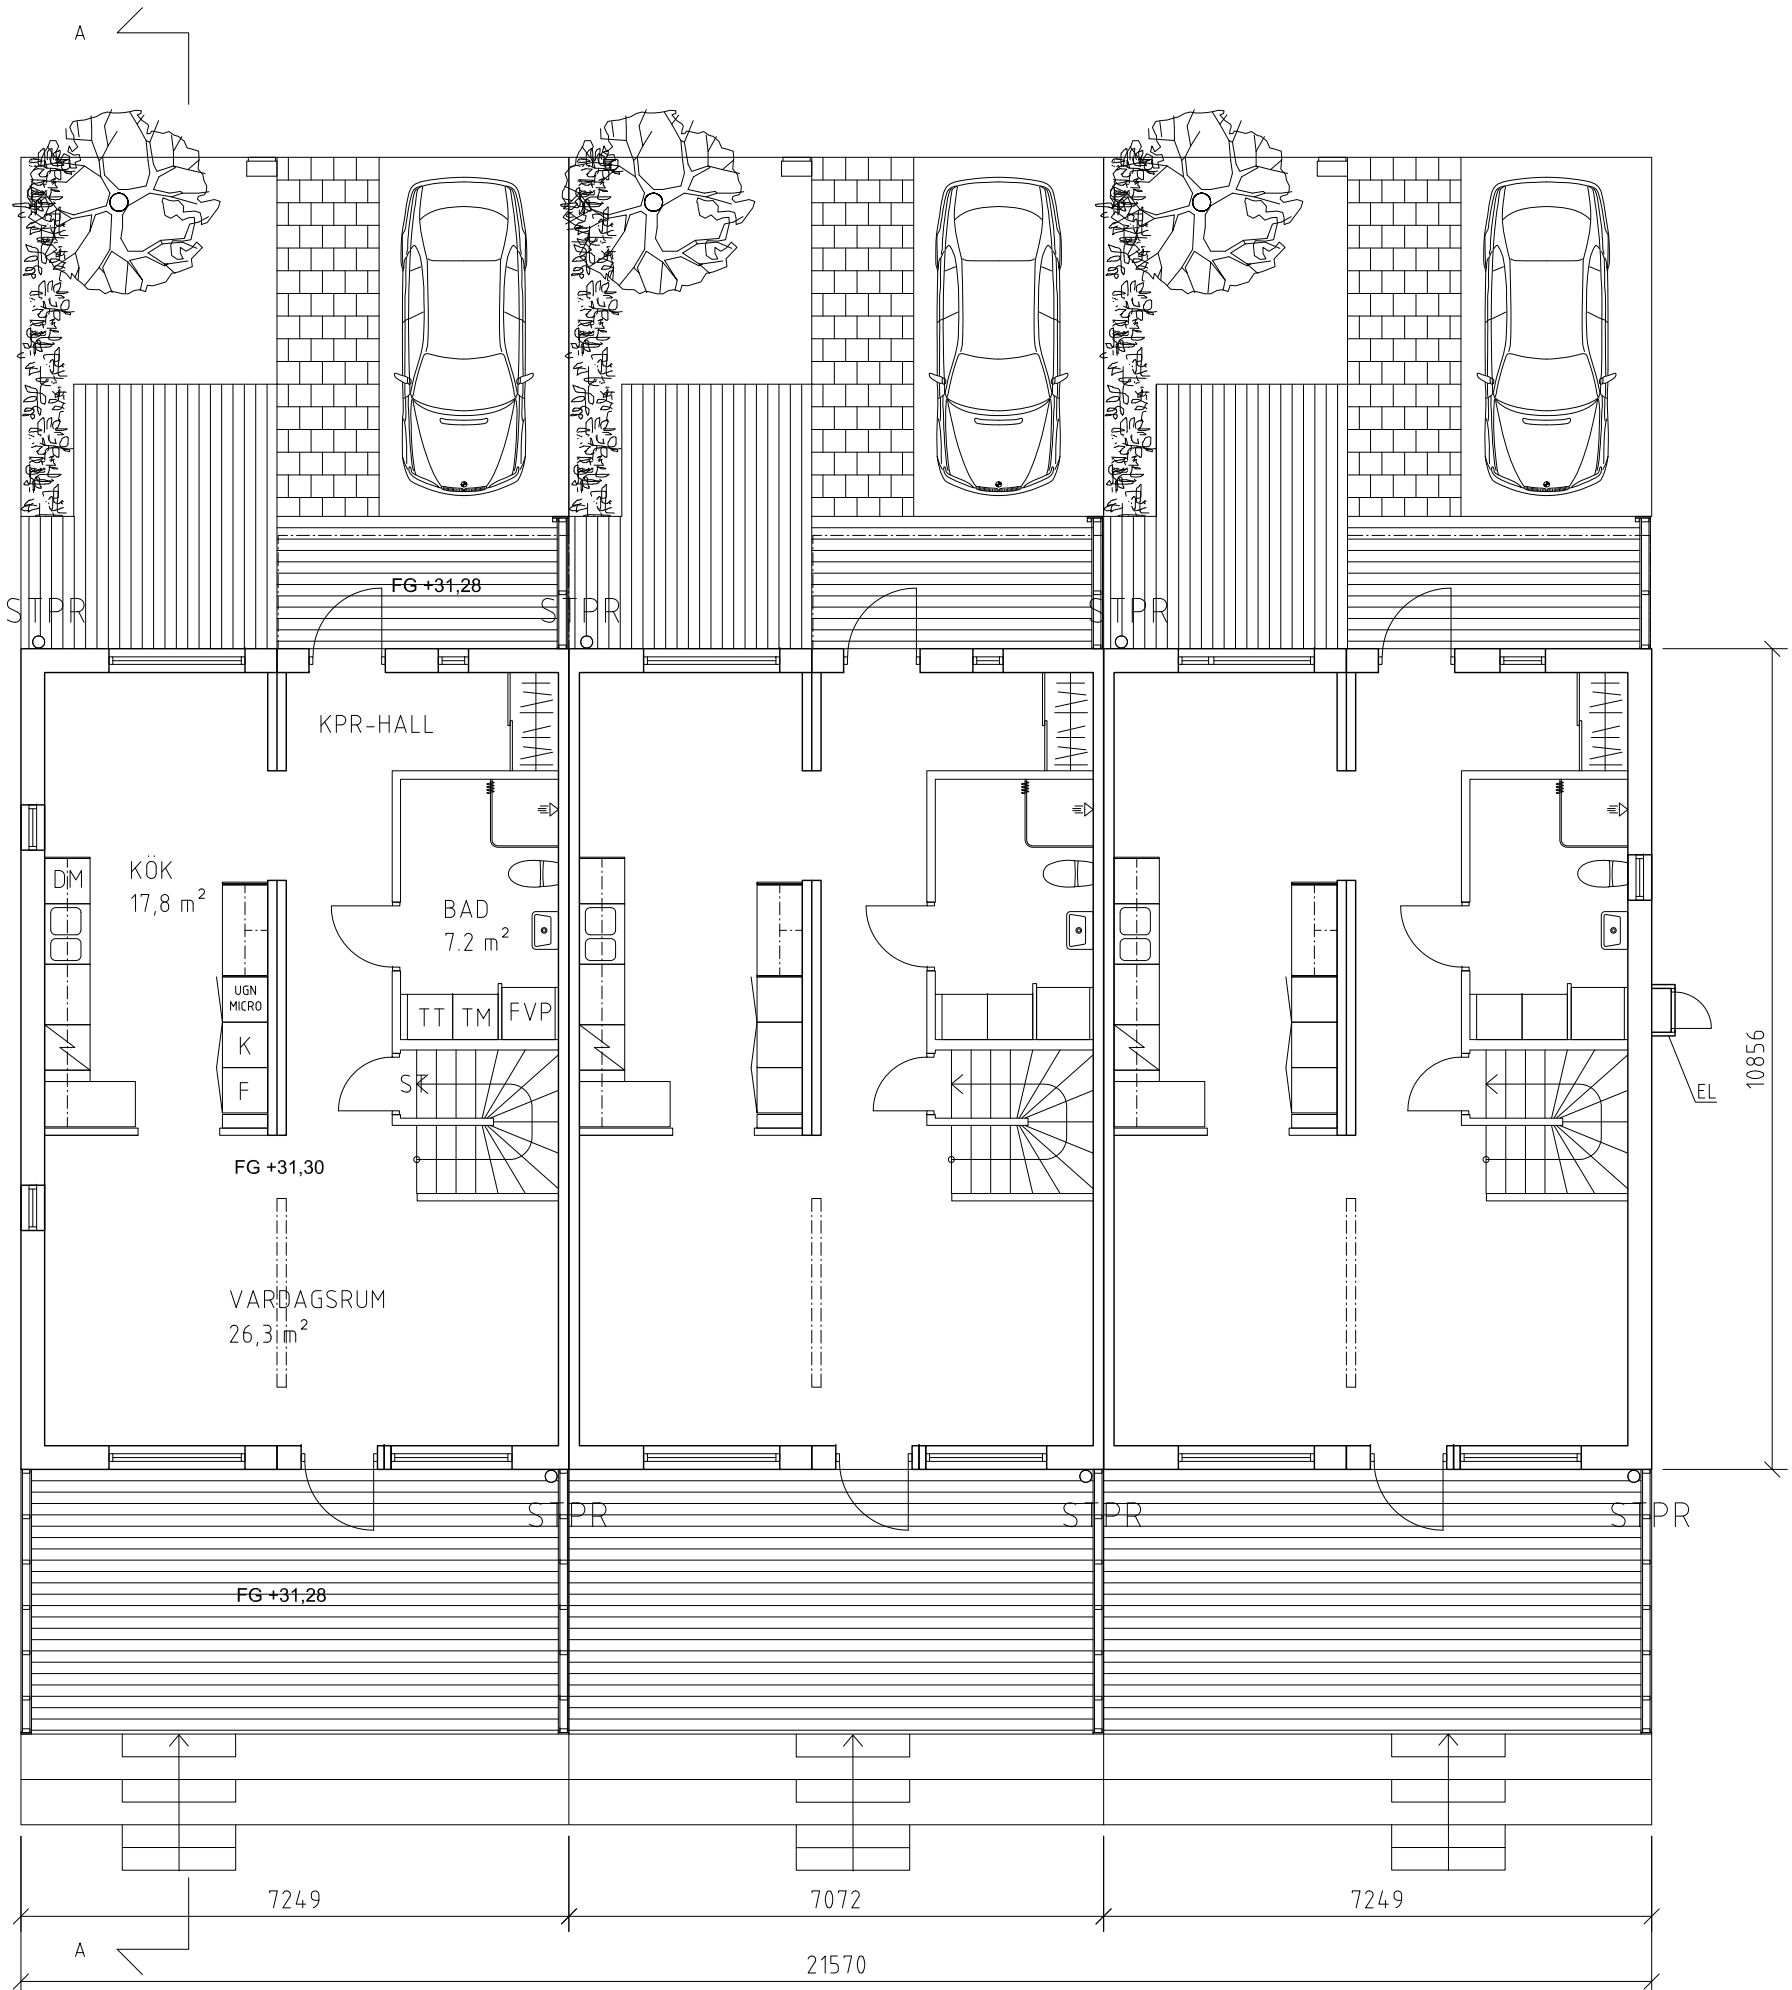 A
FG +31,28
STPR
STPR
STPR
KPR-HALL
KÖK
17,8 m²
DM
BAD
7.2 m²
UGN
MICRO
K
F
TT
TM
FVP
SK
EL
10856
FG +31,30
VARDAGSRUM
26,3 m²
STPR
STPR
STPR
FG +31,28
7249
7072
7249
A
21570